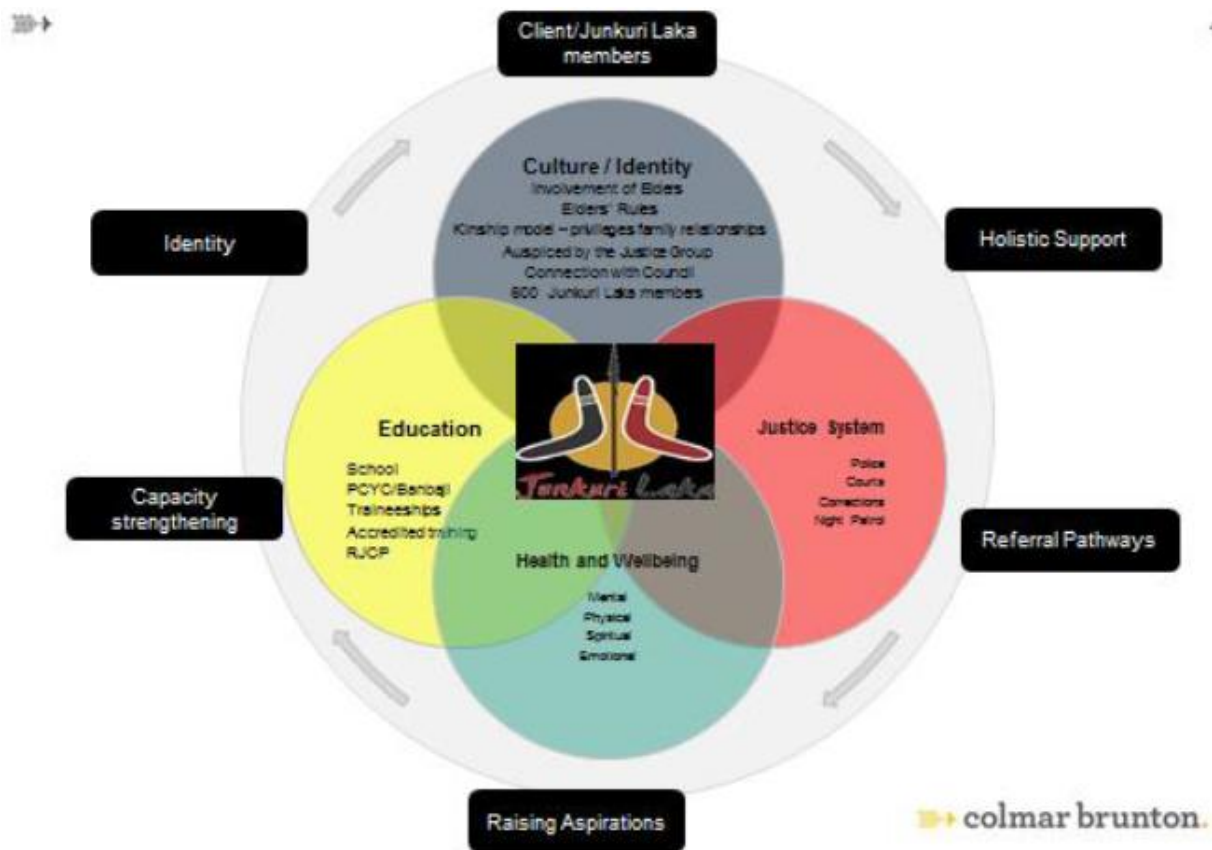 Client/Junkuri Laka
members
Culture / Identity
Involvement of Elders
Elders' Rules
Kinship model – privileges family relationships
Auspiced by the Justice Group
Connection with Council
600 Junkuri Laka members
Identity
Holistic Support
Education
School
PCYC/Barioaji
Traineeships
Accredited training
RJCP
Junkuri Laka
Justice System
Police
Courts
Corrections
Night Patrol
Capacity
strengthening
Referral Pathways
Health and Wellbeing
Mental
Physical
Spiritual
Emotional
Raising Aspirations
colmar brunton.